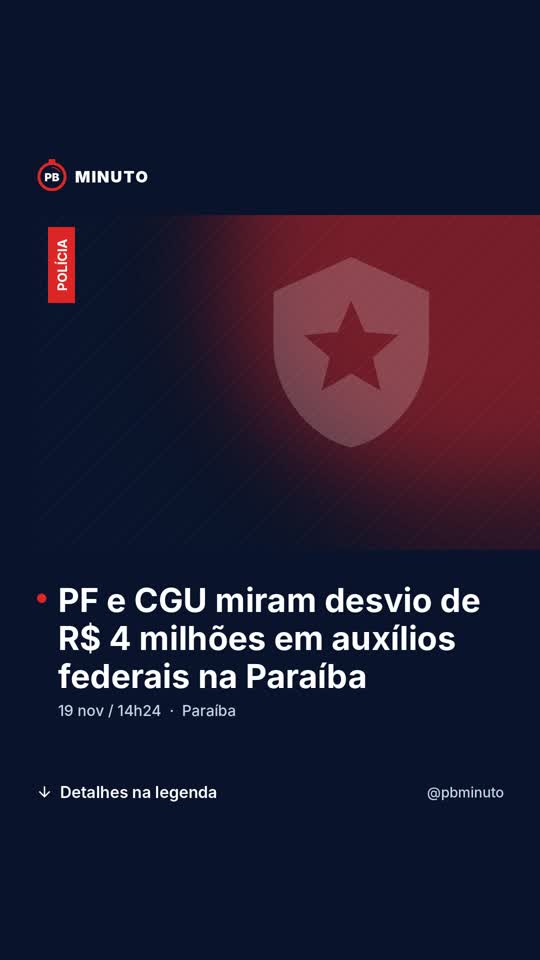 PB MINUTO
POLÍCIA
PF e CGU miram desvio de
R$ 4 milhões em auxílios
federais na Paraíba
19 nov / 14h24 · Paraíba
↓ Detalhes na legenda
@pbminuto